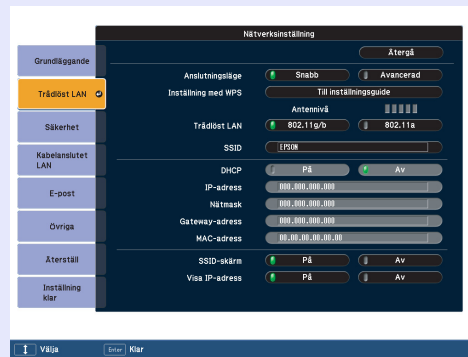 Nätverksinställning
Återgå
Grundläggande
Trådlöst LAN
Säkerhet
Kabelanslutet
LAN
E-post
Övriga
Återställ
Inställning
klar
Anslutningsläge Snabb Avancerad
Inställning med WPS Till inställningsguide
Antennivå
Trådlöst LAN 802.11g/b 802.11a
SSID EPSON
DHCP På Av
IP-adress 000.000.000.000
Nätmask 000.000.000.000
Gateway-adress 000.000.000.000
MAC-adress 00.00.00.00.00.00
SSID-skärm På Av
Visa IP-adress På Av
Välja Enter Klar